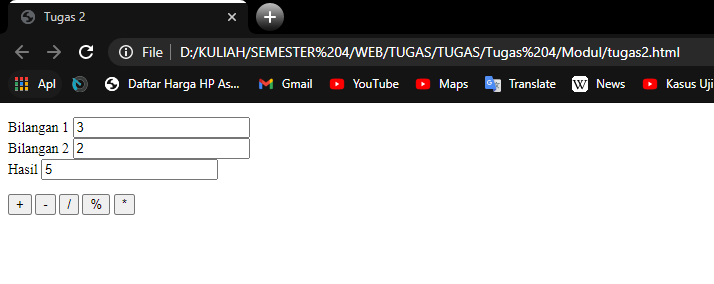 Tugas 2
File D:/KULIAH/SEMESTER%204/WEB/TUGAS/TUGAS/Tugas%204/Modul/tugas2.html
Apl Daftar Harga HP As... Gmail YouTube Maps Translate W News Kasus Uji
Bilangan 1 3
Bilangan 2 2
Hasil 5
+ - / % *